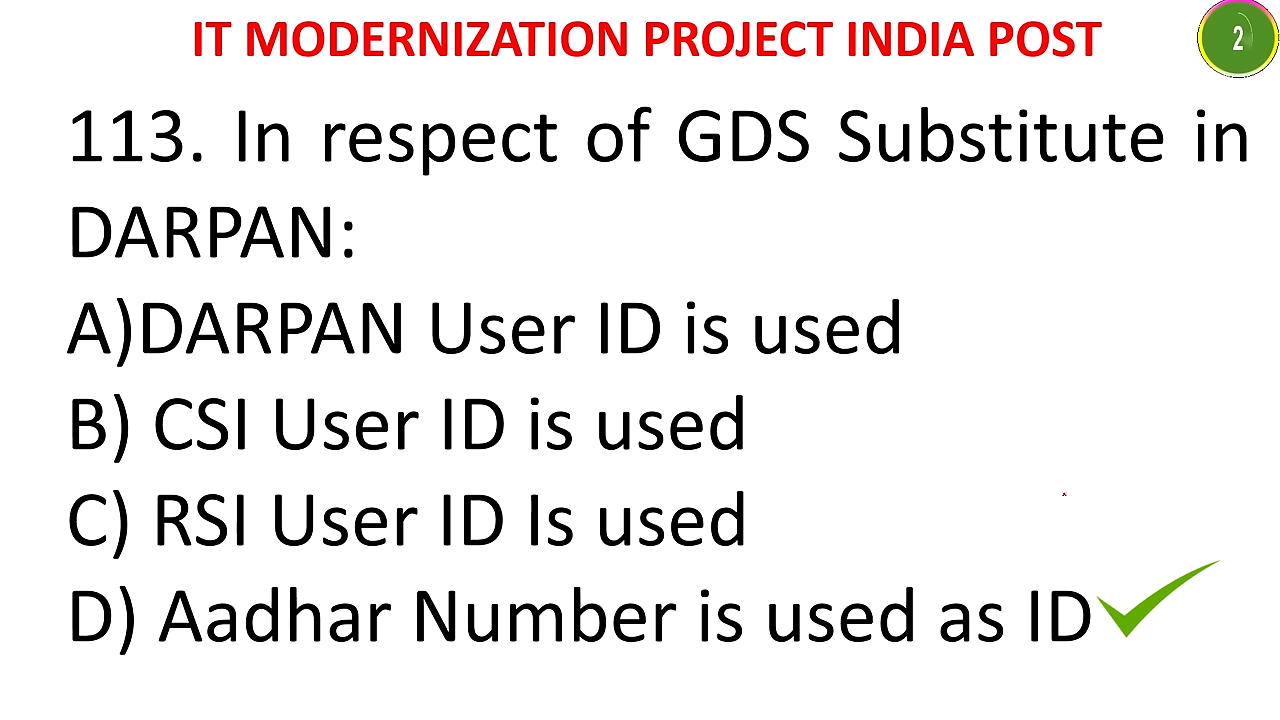 IT MODERNIZATION PROJECT INDIA POST
2
113. In respect of GDS Substitute in
DARPAN:
A)DARPAN User ID is used
B) CSI User ID is used
C) RSI User ID Is used
D) Aadhar Number is used as ID